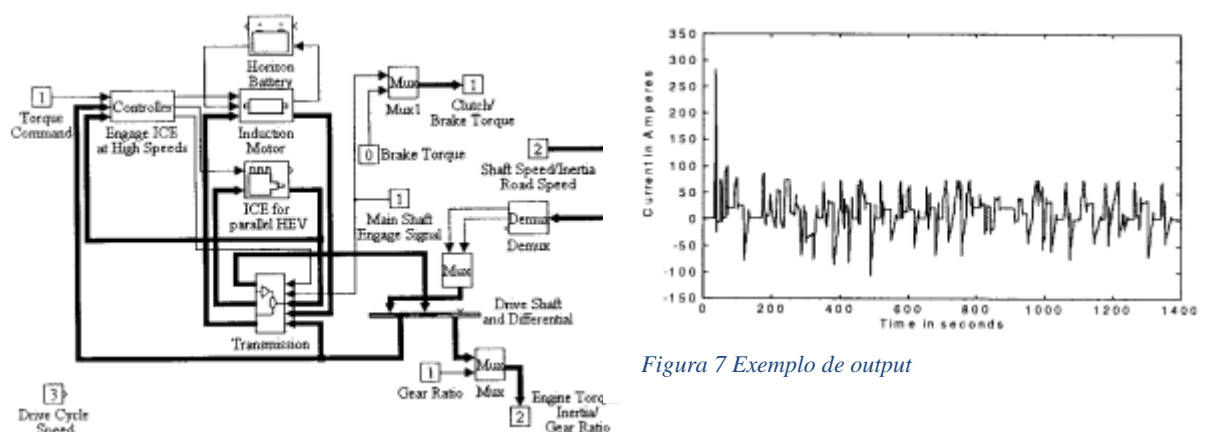 Horizon
Battery
1
Torque
Command
Controller
Engage ICE
at High Speeds
Induction
Motor
ICE for
parallel HEV
Mux
Mux1
1
Clutch/
Brake Torque
0
Brake Torque
2
Shaft Speed/Inertia
Road Speed
1
Main Shaft
Engage Signal
Demux
Demux
Mux
Drive Shaft
and Differential
Transmission
1
Gear Ratio
Mux
Mux
Engine Torq
Inertia/
Gear Ratio
2
3
Drive Cycle
Speed
Current in Amperes
350
300
250
200
150
100
50
0
-50
-100
-150
0
200
400
600
800
1000
1200
1400
Time in seconds
Figura 7 Exemplo de output